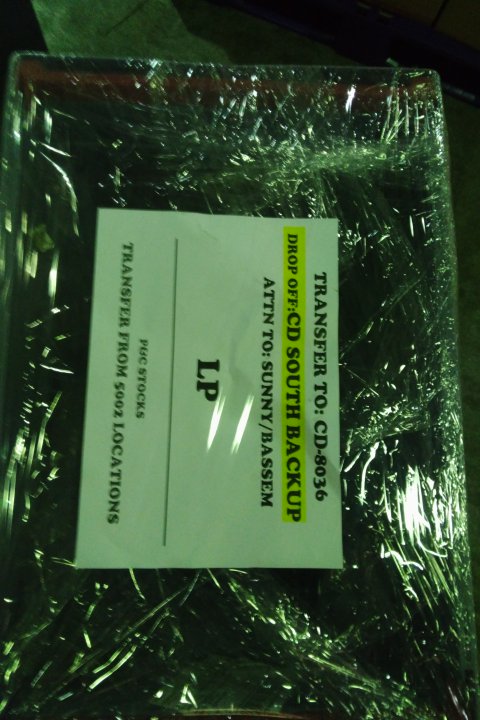 TRANSFER TO: CD-8036
DROP OFF:CD SOUTH BACKUP
ATTN TO: SUNNY/BASSEM
LP
PGC STOCKS
TRANSFER FROM 5002 LOCATIONS